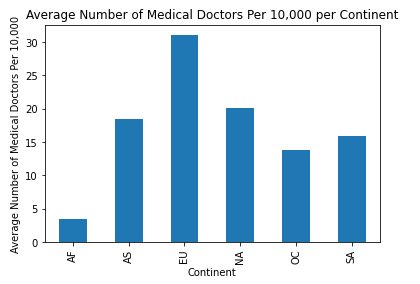 Average Number of Medical Doctors Per 10,000 per Continent
Average Number of Medical Doctors Per 10,000
30
25
20
15
10
5
0
AF
AS
EU
NA
OC
SA
Continent